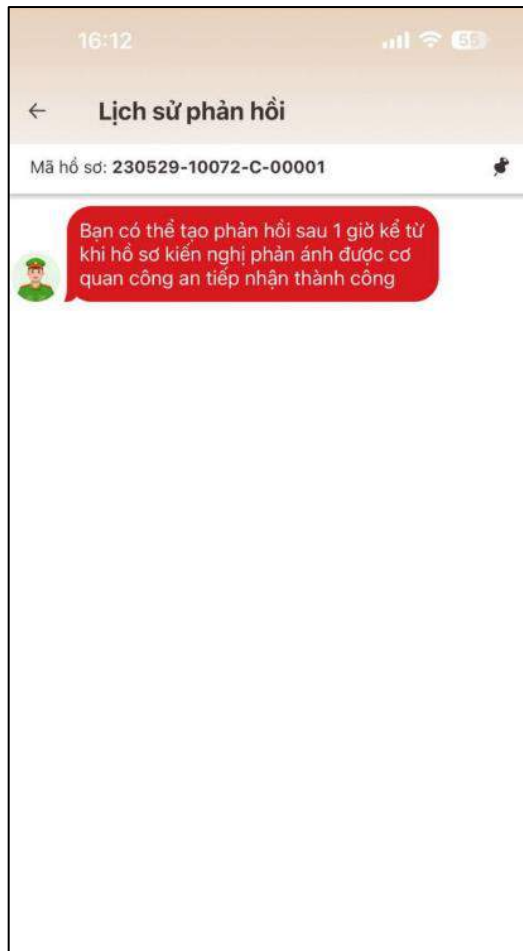 16:12
55
Lịch sử phản hồi
Mã hồ sơ: 230529-10072-C-00001
Bạn có thể tạo phản hồi sau 1 giờ kể từ
khi hồ sơ kiến nghị phản ánh được cơ
quan công an tiếp nhận thành công